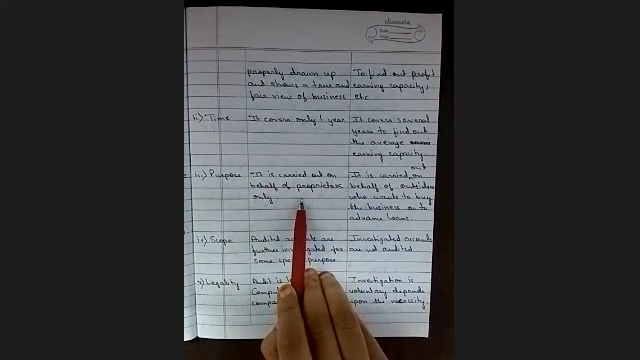 classmate
Date
Page
properly drawn up
and shows a true and
fair view of business
To find out profit
earning capacity,
etc
ii) Time
It covers only 1 year
It covers several
years to find out
the average
earning capacity.
iii) Purpose
It is carried out on
behalf of proprietors
only
out
It is carried on
behalf of outsiders
who wants to buy
the business or to
advance loans.
iv) Scope
Audited accounts are
further investigated for
some purpose
Investigated accounts
are not audited
v) Legality
Audit is
Investigation is
voluntary depends
upon the necessity.